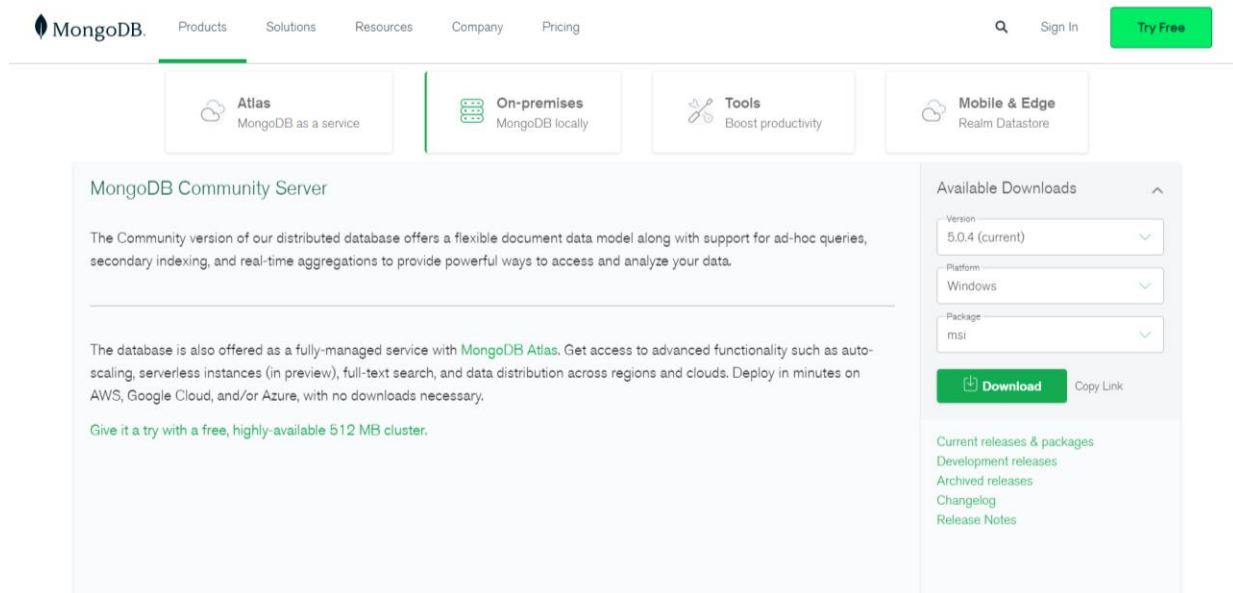 MongoDB. Products Solutions Resources Company Pricing Sign In Try Free
Atlas
MongoDB as a service
On-premises
MongoDB locally
Tools
Boost productivity
Mobile & Edge
Realm Datastore
MongoDB Community Server
The Community version of our distributed database offers a flexible document data model along with support for ad-hoc queries,
secondary indexing, and real-time aggregations to provide powerful ways to access and analyze your data.
The database is also offered as a fully-managed service with MongoDB Atlas. Get access to advanced functionality such as auto-
scaling, serverless instances (in preview), full-text search, and data distribution across regions and clouds. Deploy in minutes on
AWS, Google Cloud, and/or Azure, with no downloads necessary.
Give it a try with a free, highly-available 512 MB cluster.
Available Downloads
Version
5.0.4 (current)
Platform
Windows
Package
msi
Download Copy Link
Current releases & packages
Development releases
Archived releases
Changelog
Release Notes